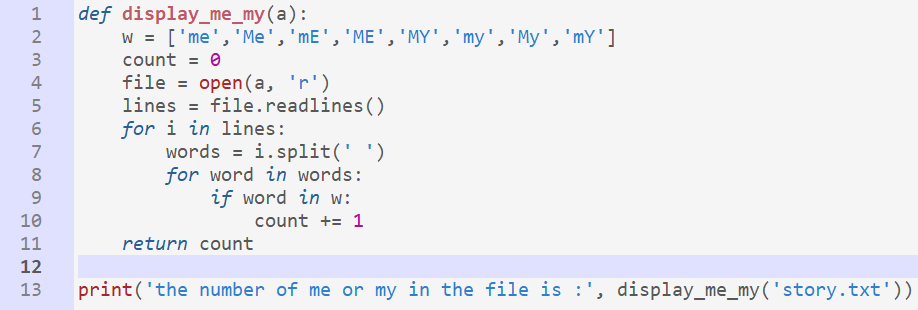 1 def display_me_my(a):
2     w = ['me','Me','mE','ME','MY','my','My','mY']
3     count = 0
4     file = open(a, 'r')
5     lines = file.readlines()
6     for i in lines:
7         words = i.split(' ')
8         for word in words:
9             if word in w:
10                 count += 1
11     return count
12
13 print('the number of me or my in the file is :', display_me_my('story.txt'))